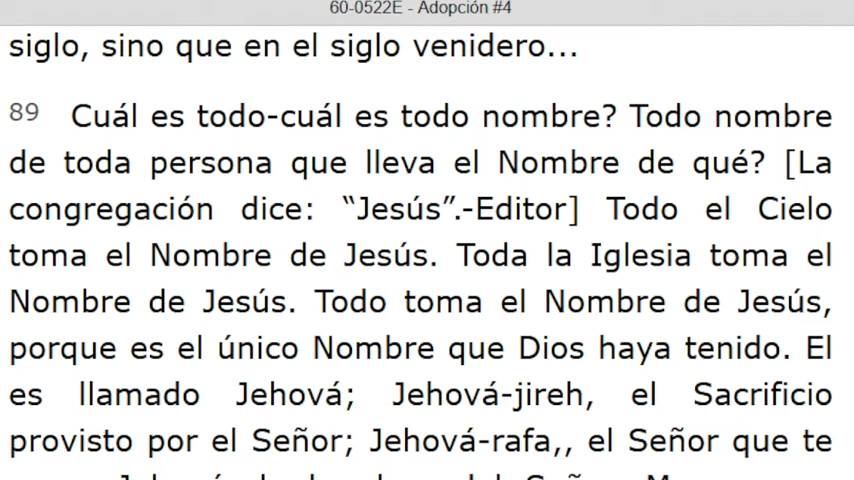 60-0522E - Adopción #4
siglo, sino que en el siglo venidero...
89 Cuál es todo-cuál es todo nombre? Todo nombre
de toda persona que lleva el Nombre de qué? [La
congregación dice: “Jesús”.-Editor] Todo el Cielo
toma el Nombre de Jesús. Toda la Iglesia toma el
Nombre de Jesús. Todo toma el Nombre de Jesús,
porque es el único Nombre que Dios haya tenido. El
es llamado Jehová; Jehová-jireh, el Sacrificio
provisto por el Señor; Jehová-rafa,, el Señor que te